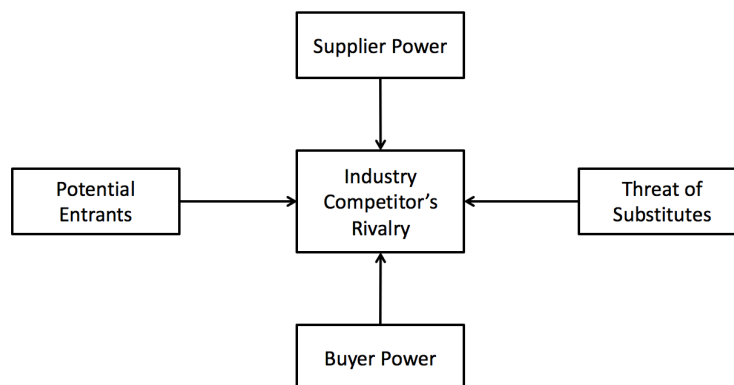 Supplier Power
Potential
Entrants
Industry
Competitor’s
Rivalry
Threat of
Substitutes
Buyer Power